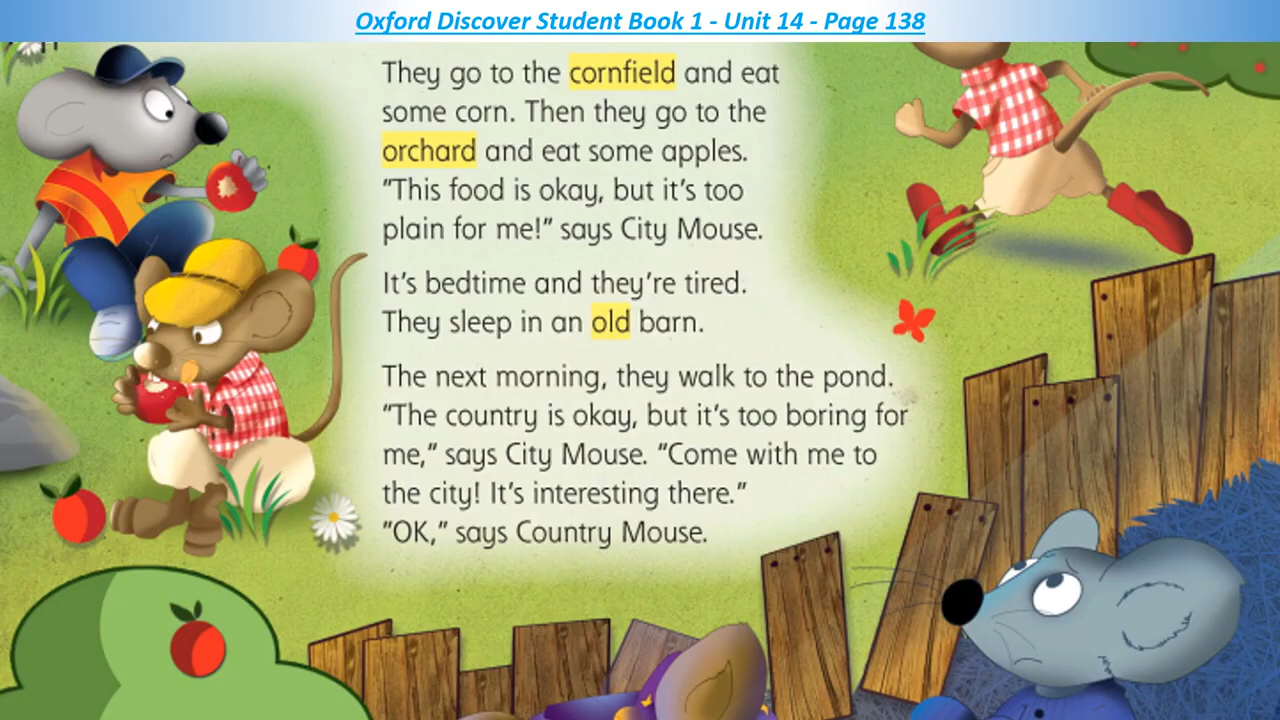 Oxford Discover Student Book 1 - Unit 14 - Page 138
They go to the cornfield and eat
some corn. Then they go to the
orchard and eat some apples.
"This food is okay, but it's too
plain for me!" says City Mouse.
It's bedtime and they're tired.
They sleep in an old barn.
The next morning, they walk to the pond.
"The country is okay, but it's too boring for
me," says City Mouse. "Come with me to
the city! It's interesting there."
"OK," says Country Mouse.